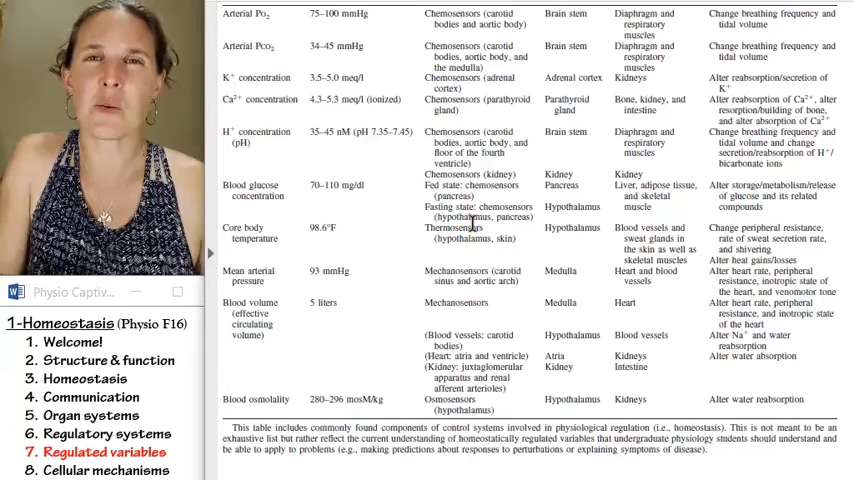 Arterial Po2 75–100 mmHg Chemosensors (carotid Brain stem Diaphragm and Change breathing frequency and
bodies and aortic body) respiratory tidal volume
muscles
Arterial Pco2 34–45 mmHg Chemosensors (carotid Brain stem Diaphragm and Change breathing frequency and
bodies, aortic body, and respiratory tidal volume
the medulla) muscles
K+ concentration 3.5–5.0 meq/l Chemosensors (adrenal Adrenal cortex Kidneys Alter reabsorption/secretion of
cortex) K+
Ca2+ concentration 4.3–5.3 meq/l (ionized) Chemosensors (parathyroid Parathyroid Bone, kidney, and Alter reabsorption of Ca2+, alter
gland) gland intestine resorption/building of bone,
and alter absorption of Ca2+
H+ concentration 35–45 nM (pH 7.35–7.45) Chemosensors (carotid Brain stem Diaphragm and Change breathing frequency and
(pH) bodies, aortic body, and respiratory tidal volume and change
floor of the fourth muscles secretion/reabsorption of H+/
ventricle) bicarbonate ions
Chemosensors (kidney) Kidney Kidney
Blood glucose 70–110 mg/dl Fed state: chemosensors Pancreas Liver, adipose tissue, Alter storage/metabolism/release
concentration (pancreas) and skeletal of glucose and its related
Fasting state: chemosensors Hypothalamus muscle compounds
(hypothalamus, pancreas)
Core body 98.6°F Thermosensors Hypothalamus Blood vessels and Change peripheral resistance,
temperature (hypothalamus, skin) sweat glands in rate of sweat secretion rate,
the skin as well as and shivering
skeletal muscles Alter heat gains/losses
Mean arterial 93 mmHg Mechanosensors (carotid Medulla Heart and blood Alter heart rate, peripheral
pressure sinus and aortic arch) vessels resistance, inotropic state of
the heart, and venomotor tone
Blood volume 5 liters Mechanosensors Medulla Heart Alter heart rate, peripheral
(effective resistance, and inotropic state
circulating of the heart
volume) (Blood vessels: carotid Hypothalamus Blood vessels Alter Na+ and water
bodies) reabsorption
(Heart: atria and ventricle) Atria Kidneys Alter water absorption
(Kidney: juxtaglomerular Kidney Intestine
apparatus and renal
afferent arterioles)
Blood osmolality 280–296 mosM/kg Osmosensors Hypothalamus Kidneys Alter water reabsorption
(hypothalamus)
This table includes commonly found components of control systems involved in physiological regulation (i.e., homeostasis). This is not meant to be an
exhaustive list but rather reflect the current understanding of homeostatically regulated variables that undergraduate physiology students should understand and
be able to apply to problems (e.g., making predictions about responses to perturbations or explaining symptoms of disease).
Physio Captiv...
1-Homeostasis (Physio F16)
1. Welcome!
2. Structure & function
3. Homeostasis
4. Communication
5. Organ systems
6. Regulatory systems
7. Regulated variables
8. Cellular mechanisms